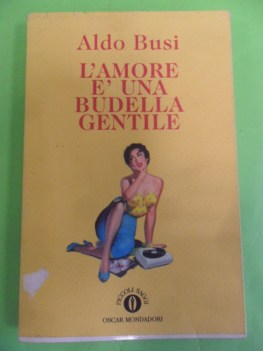 Aldo Busi
L'AMORE
E' UNA
BUDELLA
GENTILE
PICCOLI SAGGI
OSCAR MONDADORI